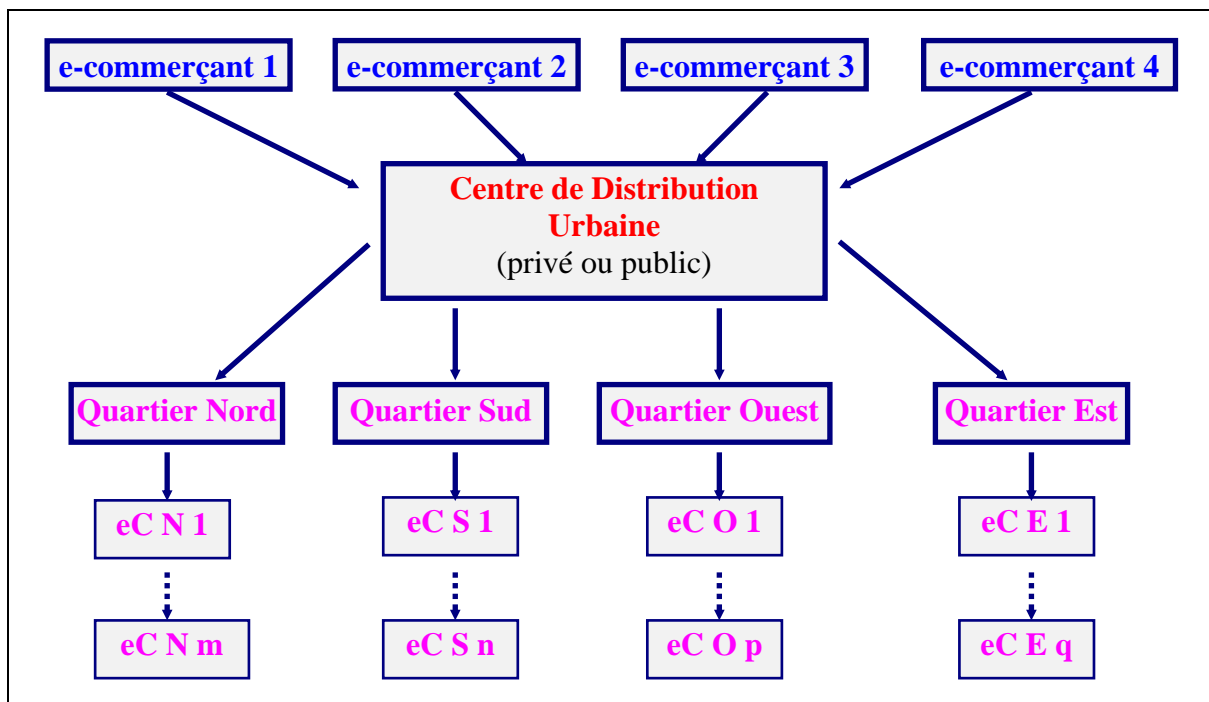 e-commerçant 1
e-commerçant 2
e-commerçant 3
e-commerçant 4
Centre de Distribution
Urbaine
(privé ou public)
Quartier Nord
Quartier Sud
Quartier Ouest
Quartier Est
eC N 1
eC S 1
eC O 1
eC E 1
eC N m
eC S n
eC O p
eC E q